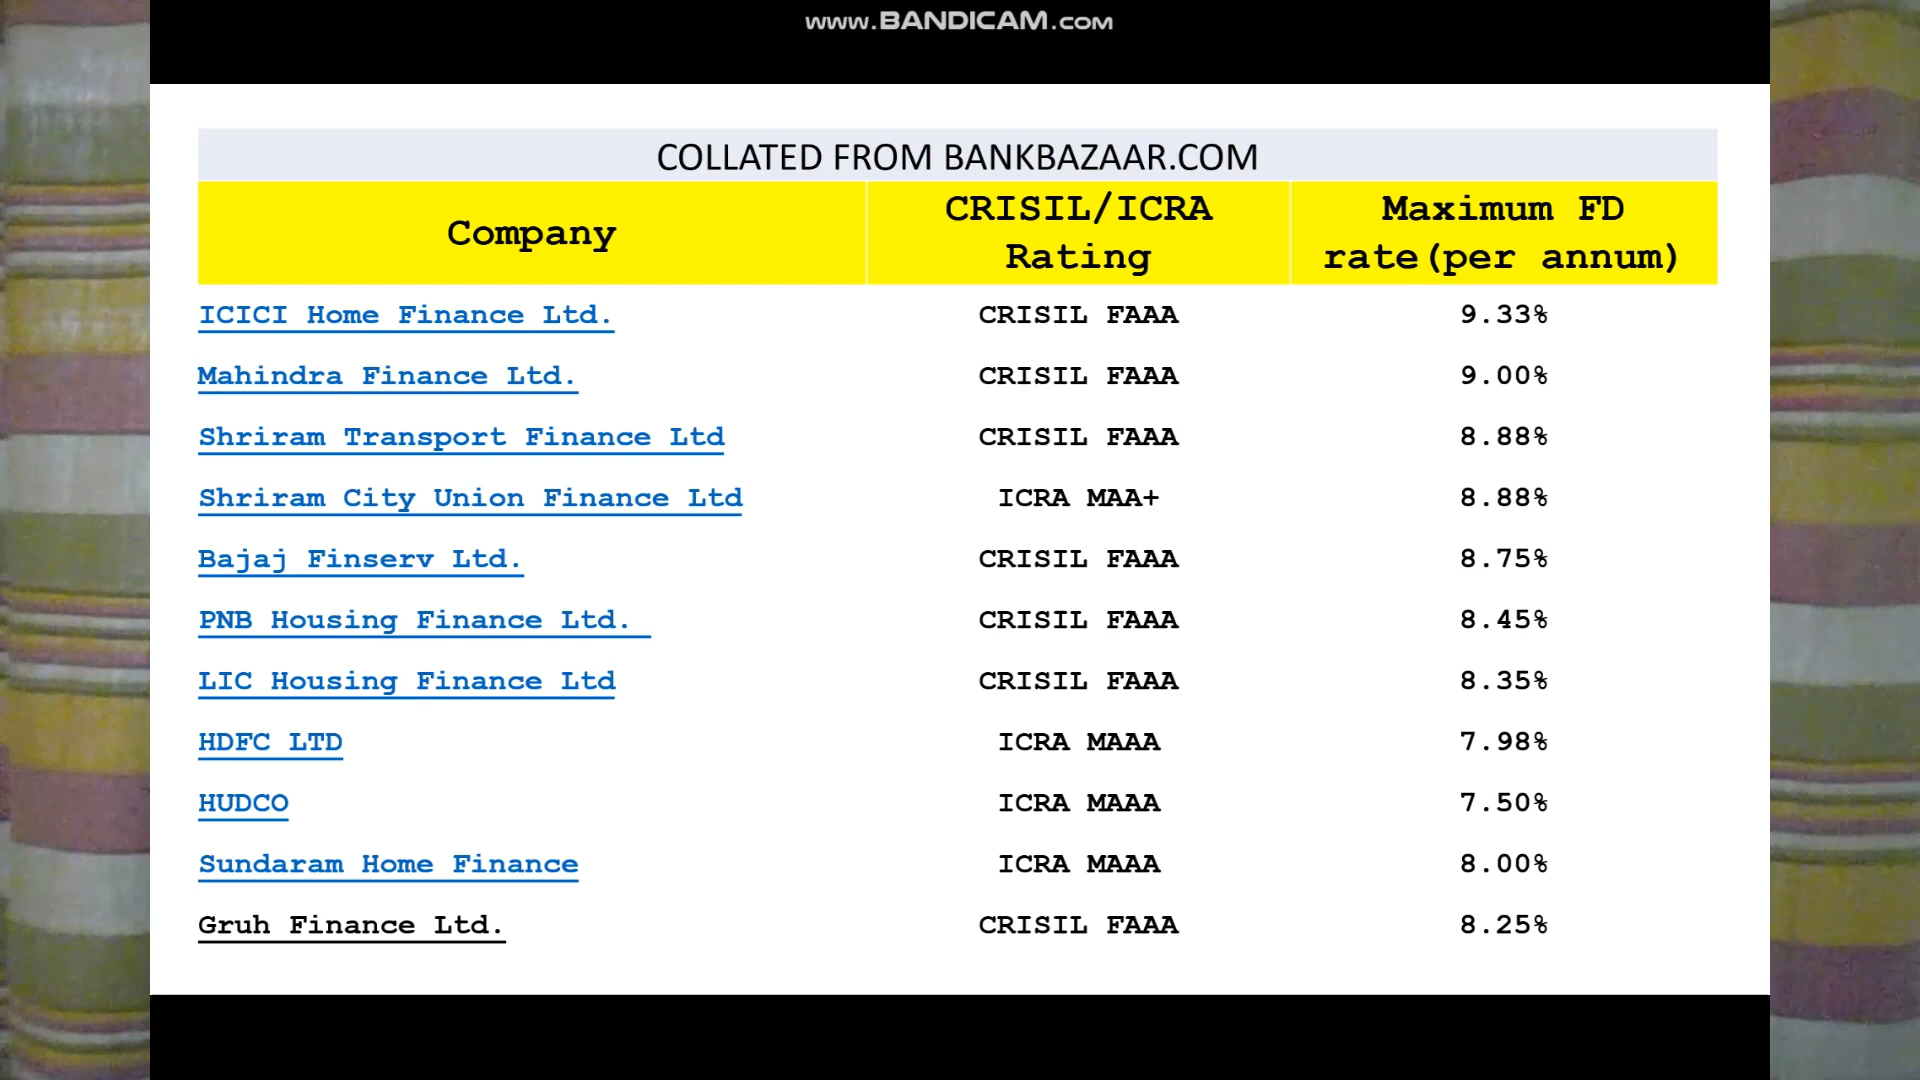 www.BANDICAM.com
COLLATED FROM BANKBAZAAR.COM
Company CRISIL/ICRA Rating Maximum FD rate(per annum)
ICICI Home Finance Ltd. CRISIL FAAA 9.33%
Mahindra Finance Ltd. CRISIL FAAA 9.00%
Shriram Transport Finance Ltd CRISIL FAAA 8.88%
Shriram City Union Finance Ltd ICRA MAA+ 8.88%
Bajaj Finserv Ltd. CRISIL FAAA 8.75%
PNB Housing Finance Ltd. CRISIL FAAA 8.45%
LIC Housing Finance Ltd CRISIL FAAA 8.35%
HDFC LTD ICRA MAAA 7.98%
HUDCO ICRA MAAA 7.50%
Sundaram Home Finance ICRA MAAA 8.00%
Gruh Finance Ltd. CRISIL FAAA 8.25%